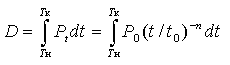 D = ∫_{Tн}^{Tк} P_t dt = ∫_{Tн}^{Tк} P_0 (t / t_0)^{-n} dt